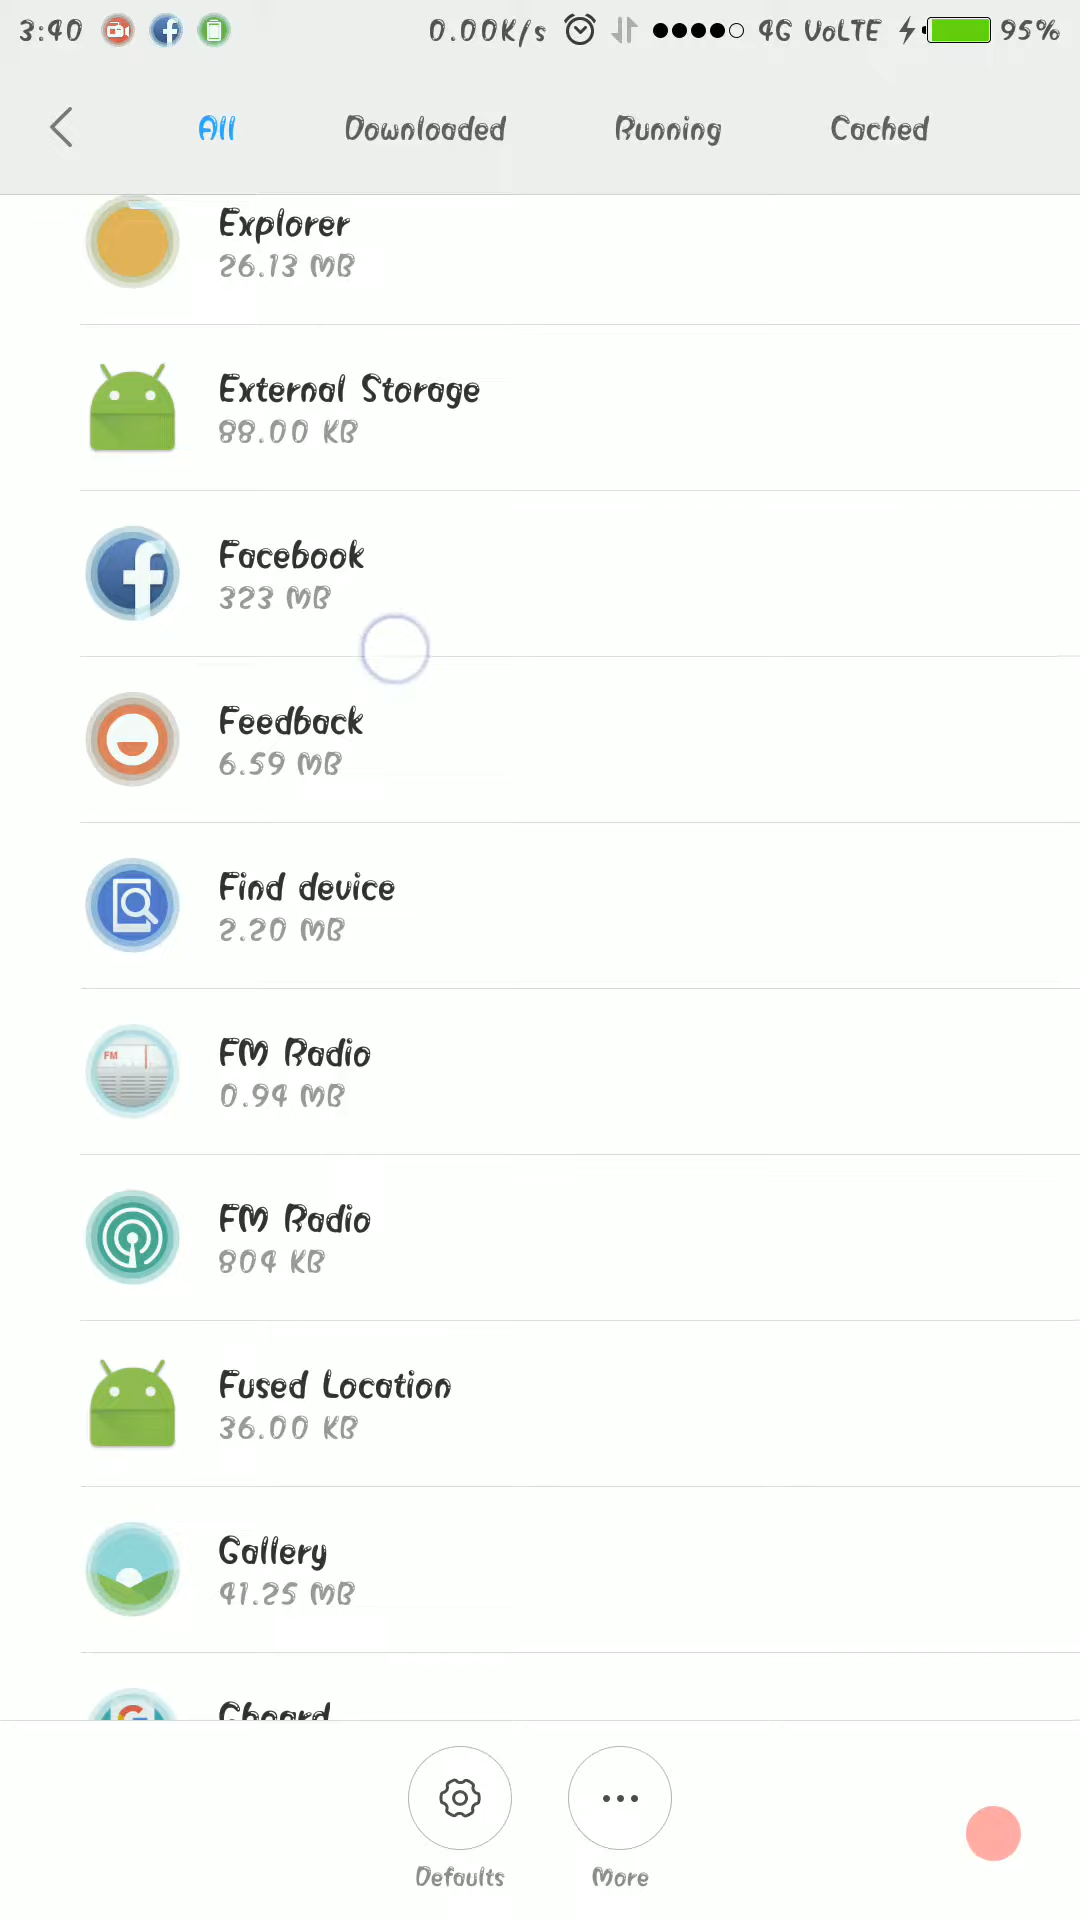 3:40 0.00K/s 4G VoLTE 95%
All Downloaded Running Cached
Explorer
26.13 MB
External Storage
88.00 KB
Facebook
323 MB
Feedback
6.59 MB
Find device
2.20 MB
FM Radio
0.94 MB
FM Radio
804 KB
Fused Location
36.00 KB
Gallery
41.25 MB
Gboard
Defaults More